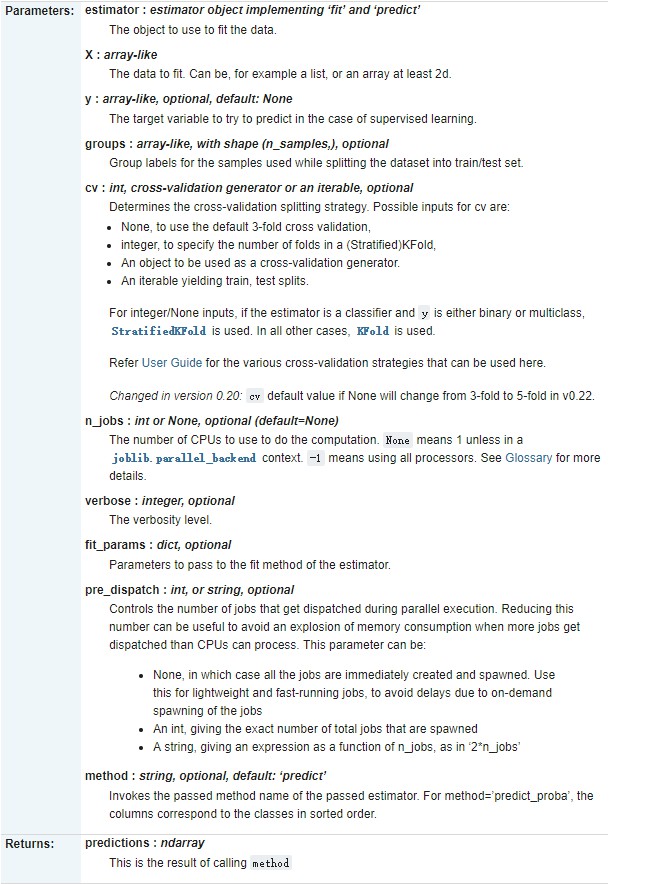 Parameters: estimator : estimator object implementing ‘fit’ and ‘predict’
The object to use to fit the data.
X : array-like
The data to fit. Can be, for example a list, or an array at least 2d.
y : array-like, optional, default: None
The target variable to try to predict in the case of supervised learning.
groups : array-like, with shape (n_samples,), optional
Group labels for the samples used while splitting the dataset into train/test set.
cv : int, cross-validation generator or an iterable, optional
Determines the cross-validation splitting strategy. Possible inputs for cv are:
• None, to use the default 3-fold cross validation,
• integer, to specify the number of folds in a (Stratified)KFold,
• An object to be used as a cross-validation generator.
• An iterable yielding train, test splits.
For integer/None inputs, if the estimator is a classifier and y is either binary or multiclass,
StratifiedKFold is used. In all other cases, KFold is used.
Refer User Guide for the various cross-validation strategies that can be used here.
Changed in version 0.20: cv default value if None will change from 3-fold to 5-fold in v0.22.
n_jobs : int or None, optional (default=None)
The number of CPUs to use to do the computation. None means 1 unless in a
joblib.parallel_backend context. -1 means using all processors. See Glossary for more
details.
verbose : integer, optional
The verbosity level.
fit_params : dict, optional
Parameters to pass to the fit method of the estimator.
pre_dispatch : int, or string, optional
Controls the number of jobs that get dispatched during parallel execution. Reducing this
number can be useful to avoid an explosion of memory consumption when more jobs get
dispatched than CPUs can process. This parameter can be:
• None, in which case all the jobs are immediately created and spawned. Use
this for lightweight and fast-running jobs, to avoid delays due to on-demand
spawning of the jobs
• An int, giving the exact number of total jobs that are spawned
• A string, giving an expression as a function of n_jobs, as in ‘2*n_jobs’
method : string, optional, default: ‘predict’
Invokes the passed method name of the passed estimator. For method=’predict_proba’, the
columns correspond to the classes in sorted order.
Returns: predictions : ndarray
This is the result of calling method